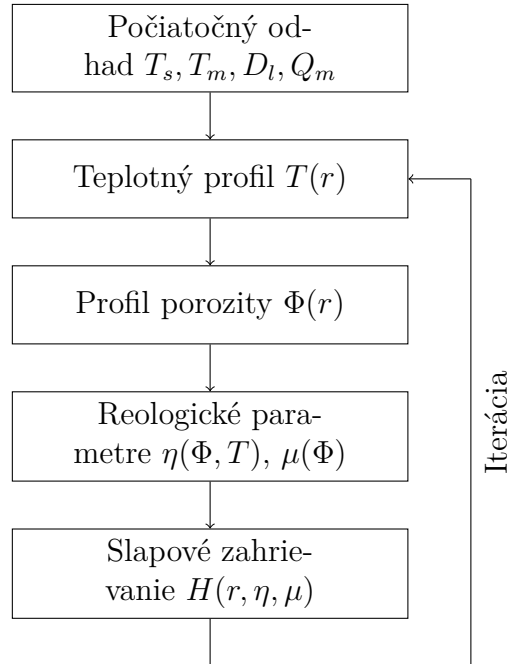 Počiatočný od-
had $T_s, T_m, D_l, Q_m$
Teplotný profil $T(r)$
Profil porozity $\Phi(r)$
Reologické para-
metre $\eta(\Phi, T)$, $\mu(\Phi)$
Slapové zahrie-
vanie $H(r, \eta, \mu)$
Iterácia